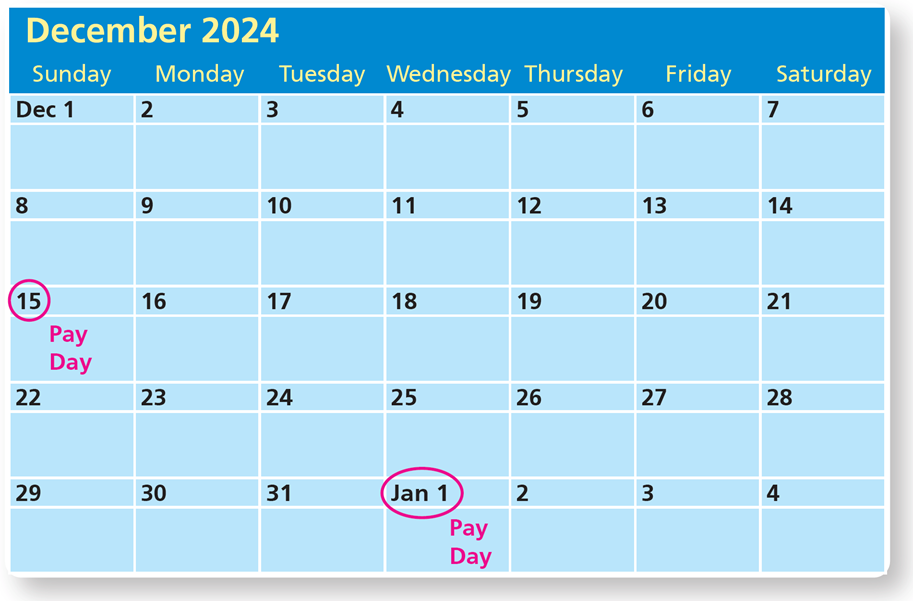 December 2024
Sunday Monday Tuesday Wednesday Thursday Friday Saturday
Dec 1 2 3 4 5 6 7
8 9 10 11 12 13 14
15 16 17 18 19 20 21
Pay
Day
22 23 24 25 26 27 28
29 30 31 Jan 1 2 3 4
Pay
Day